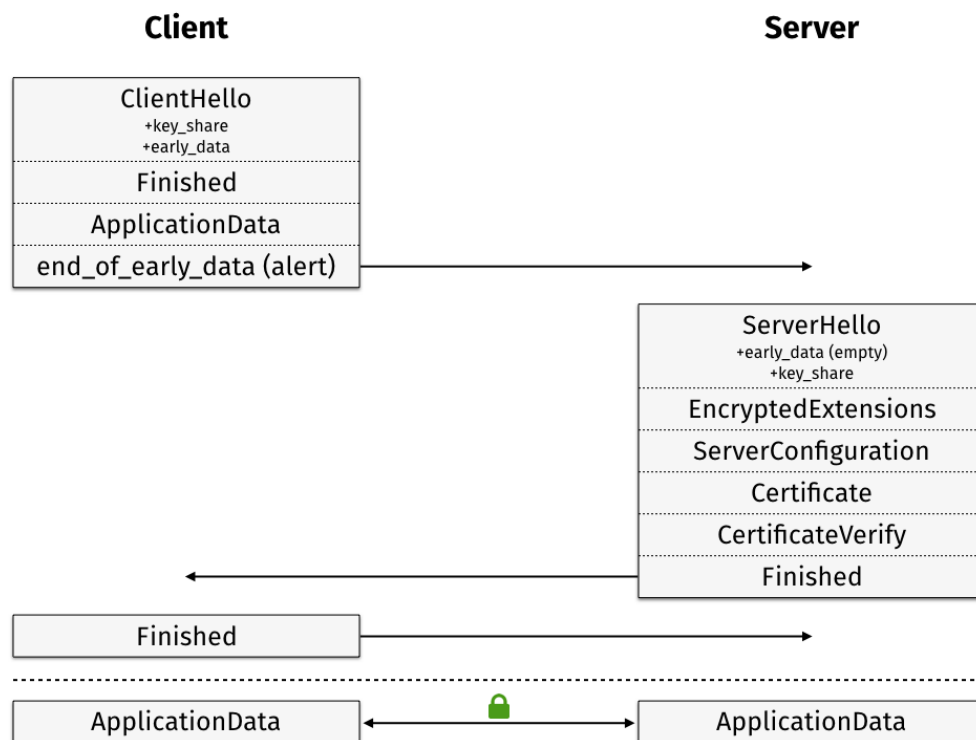 Client
Server
ClientHello
+key_share
+early_data
Finished
ApplicationData
end_of_early_data (alert)
ServerHello
+early_data (empty)
+key_share
EncryptedExtensions
ServerConfiguration
Certificate
CertificateVerify
Finished
Finished
ApplicationData
ApplicationData